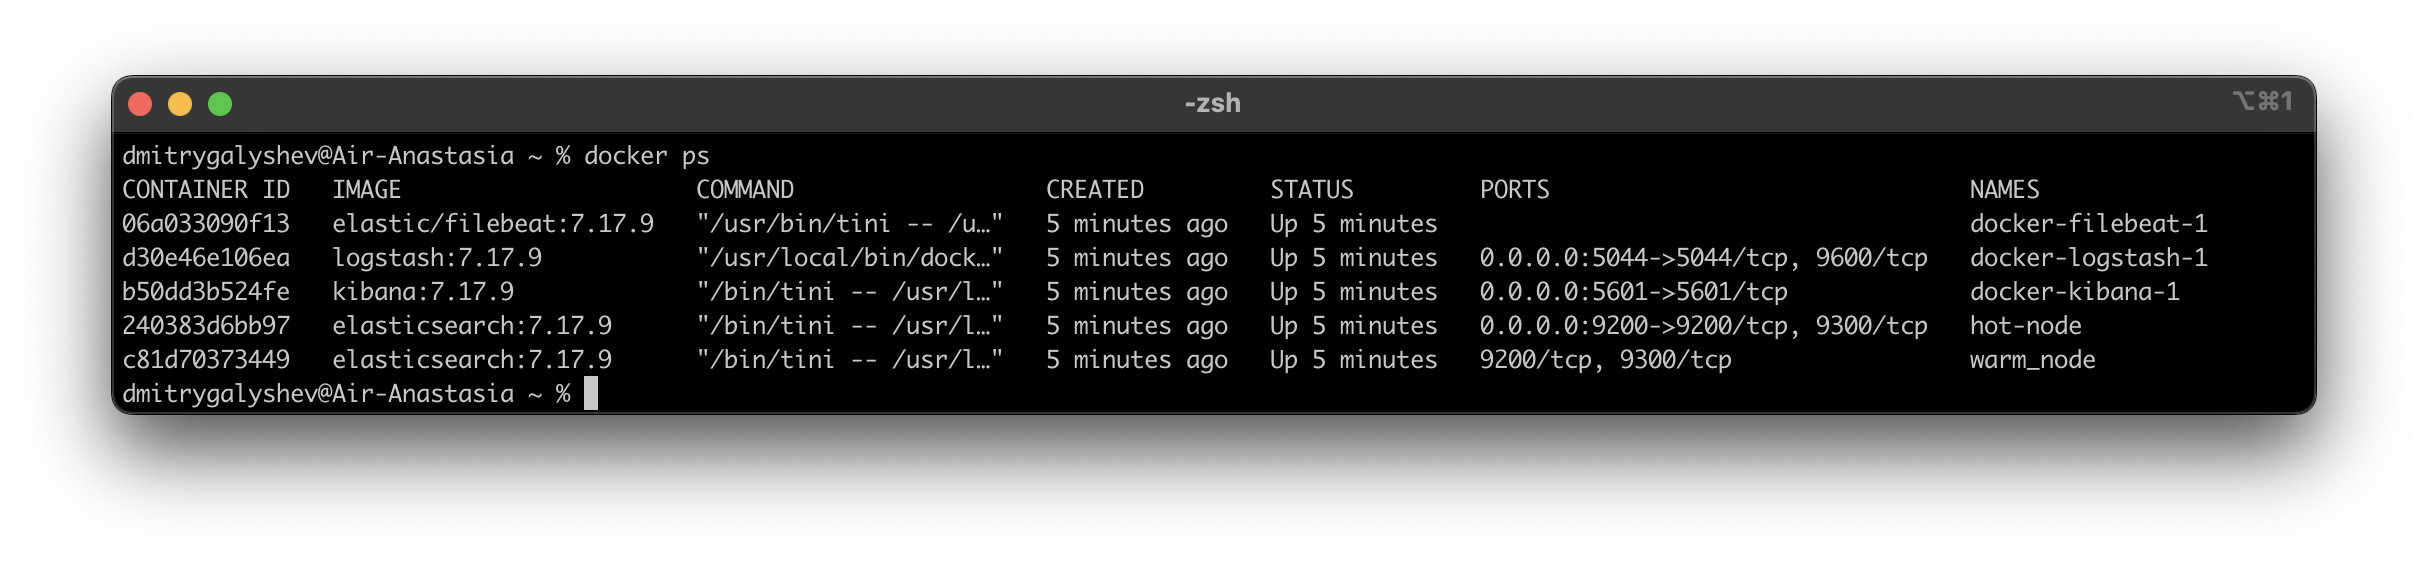 -zsh
⌥⌘1
dmitrygalyshev@Air-Anastasia ~ % docker ps
CONTAINER ID   IMAGE                     COMMAND                  CREATED         STATUS         PORTS                              NAMES
06a033090f13   elastic/filebeat:7.17.9   "/usr/bin/tini -- /u…"   5 minutes ago   Up 5 minutes                                      docker-filebeat-1
d30e46e106ea   logstash:7.17.9           "/usr/local/bin/dock…"   5 minutes ago   Up 5 minutes   0.0.0.0:5044->5044/tcp, 9600/tcp   docker-logstash-1
b50dd3b524fe   kibana:7.17.9             "/bin/tini -- /usr/l…"   5 minutes ago   Up 5 minutes   0.0.0.0:5601->5601/tcp             docker-kibana-1
240383d6bb97   elasticsearch:7.17.9      "/bin/tini -- /usr/l…"   5 minutes ago   Up 5 minutes   0.0.0.0:9200->9200/tcp, 9300/tcp   hot-node
c81d70373449   elasticsearch:7.17.9      "/bin/tini -- /usr/l…"   5 minutes ago   Up 5 minutes   9200/tcp, 9300/tcp                 warm_node
dmitrygalyshev@Air-Anastasia ~ %